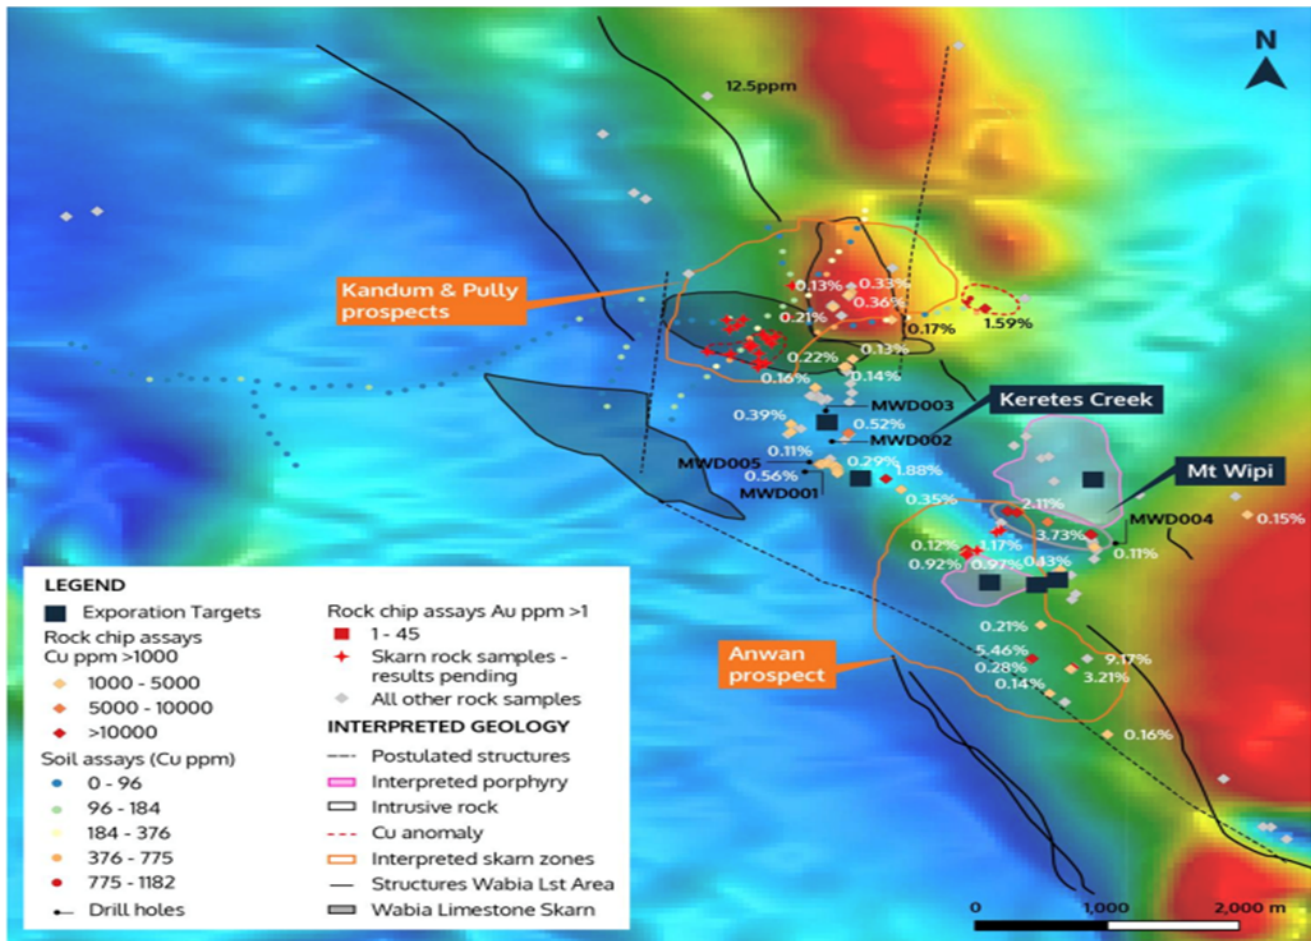 N
12.5ppm
Kandum & Pully
prospects
0.13%
0.33%
0.36%
0.21%
0.17%
1.59%
0.22%
0.13%
0.16%
0.14%
Keretes Creek
MWD003
0.39%
0.52%
MWD002
0.11%
MWD005
0.29%
1.88%
Mt Wipi
0.56%
MWD001
0.35%
2.11%
MWD004
0.15%
3.73%
0.12%
1.17%
0.11%
0.92%
0.97%
0.43%
0.21%
Anwan
prospect
5.46%
9.17%
0.28%
3.21%
0.14%
0.16%
LEGEND
Exporation Targets
Rock chip assays
Cu ppm >1000
1000 - 5000
5000 - 10000
>10000
Soil assays (Cu ppm)
0 - 96
96 - 184
184 - 376
376 - 775
775 - 1182
Drill holes
Rock chip assays Au ppm >1
1 - 45
Skarn rock samples -
results pending
All other rock samples
INTERPRETED GEOLOGY
Postulated structures
Interpreted porphyry
Intrusive rock
Cu anomaly
Interpreted skarn zones
Structures Wabia Lst Area
Wabia Limestone Skarn
0 1,000 2,000 m